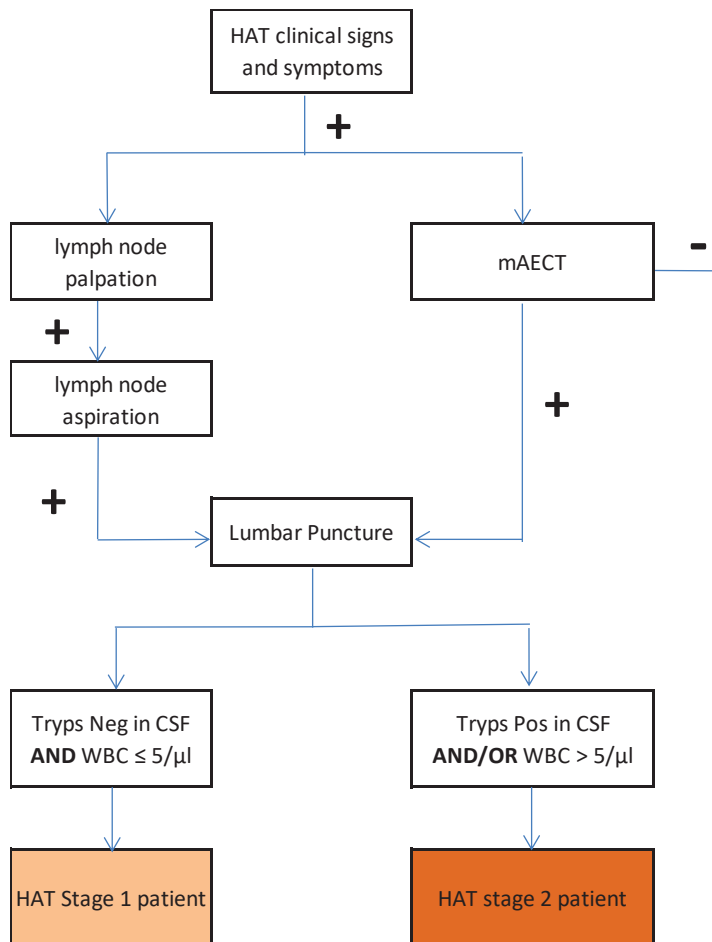 HAT clinical signs
and symptoms
+
lymph node
palpation
mAECT
-
+
lymph node
aspiration
+
+
Lumbar Puncture
Tryps Neg in CSF
AND WBC ≤ 5/µl
Tryps Pos in CSF
AND/OR WBC > 5/µl
HAT Stage 1 patient
HAT stage 2 patient